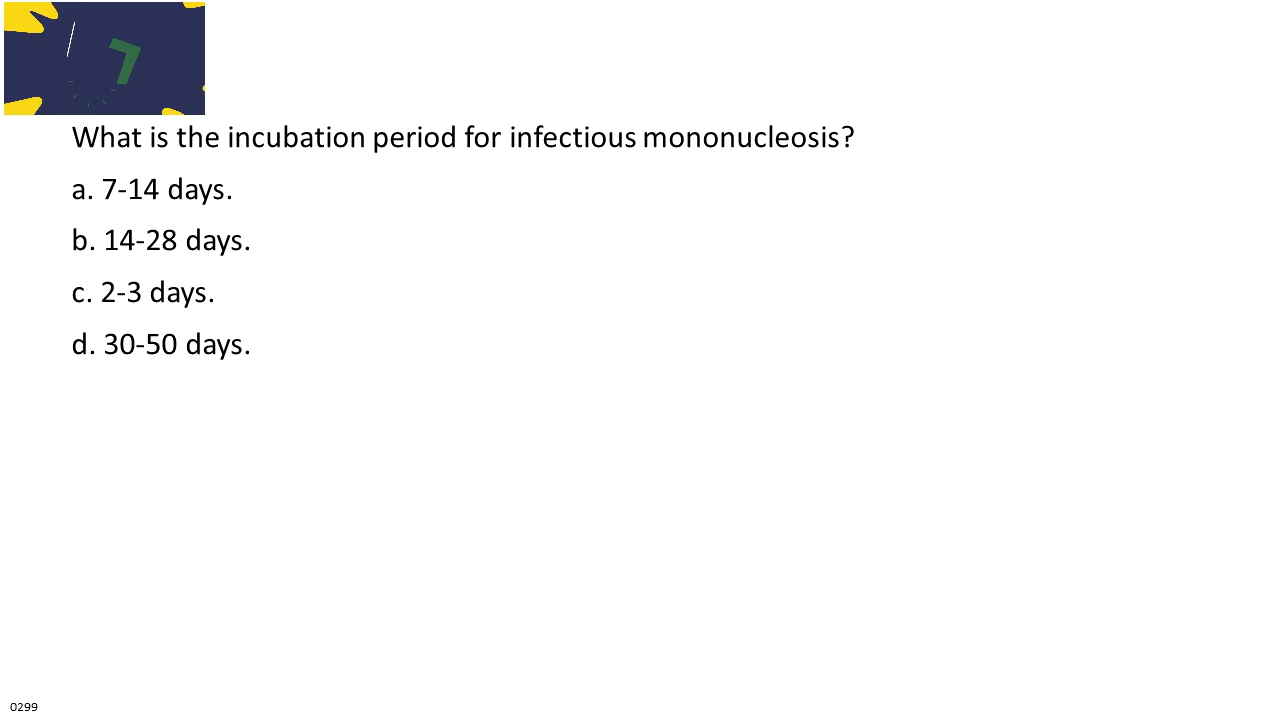 7
What is the incubation period for infectious mononucleosis?
a. 7-14 days.
b. 14-28 days.
c. 2-3 days.
d. 30-50 days.
0299